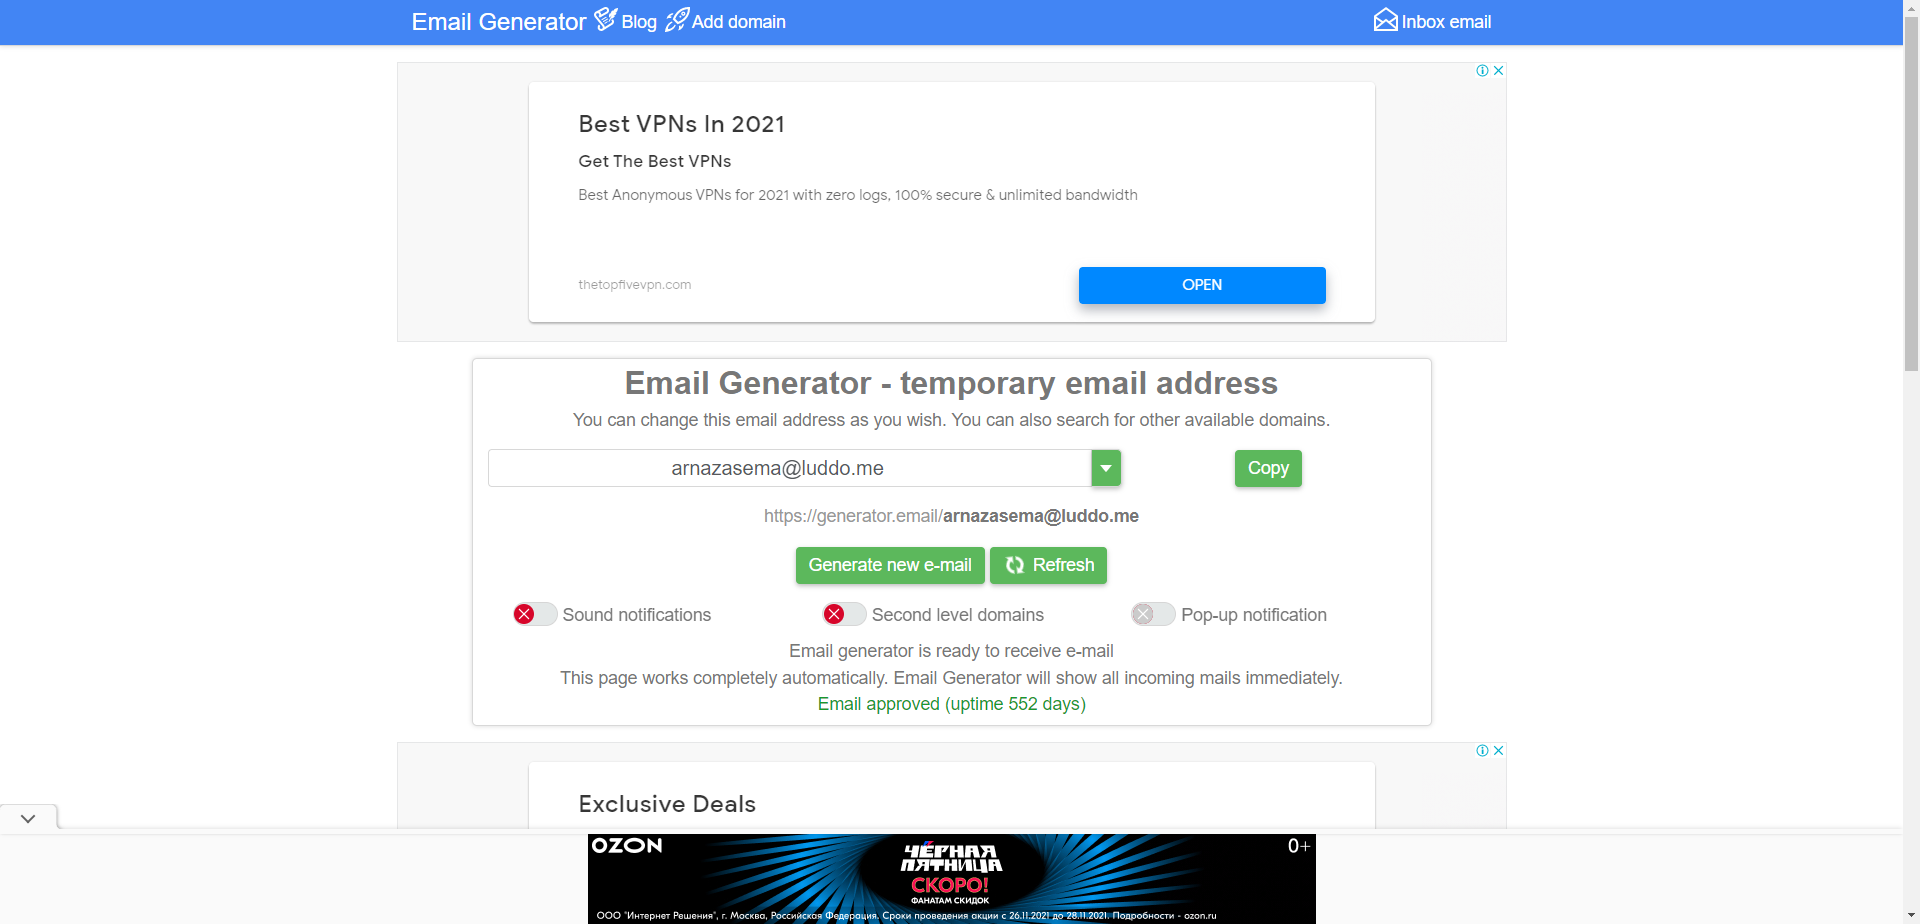 Email Generator Blog Add domain Inbox email
Best VPNs In 2021
Get The Best VPNs
Best Anonymous VPNs for 2021 with zero logs, 100% secure & unlimited bandwidth
thetopfivevpn.com OPEN
Email Generator - temporary email address
You can change this email address as you wish. You can also search for other available domains.
arnazasema@luddo.me Copy
https://generator.email/arnazasema@luddo.me
Generate new e-mail Refresh
Sound notifications Second level domains Pop-up notification
Email generator is ready to receive e-mail
This page works completely automatically. Email Generator will show all incoming mails immediately.
Email approved (uptime 552 days)
Exclusive Deals
OZON 0+
ЧЁРНАЯ
ПЯТНИЦА
СКОРО!
ФАНАТАМ СКИДОК
ООО "Интернет Решения", г. Москва, Российская Федерация. Сроки проведения акции с 26.11.2021 до 28.11.2021. Подробности - ozon.ru